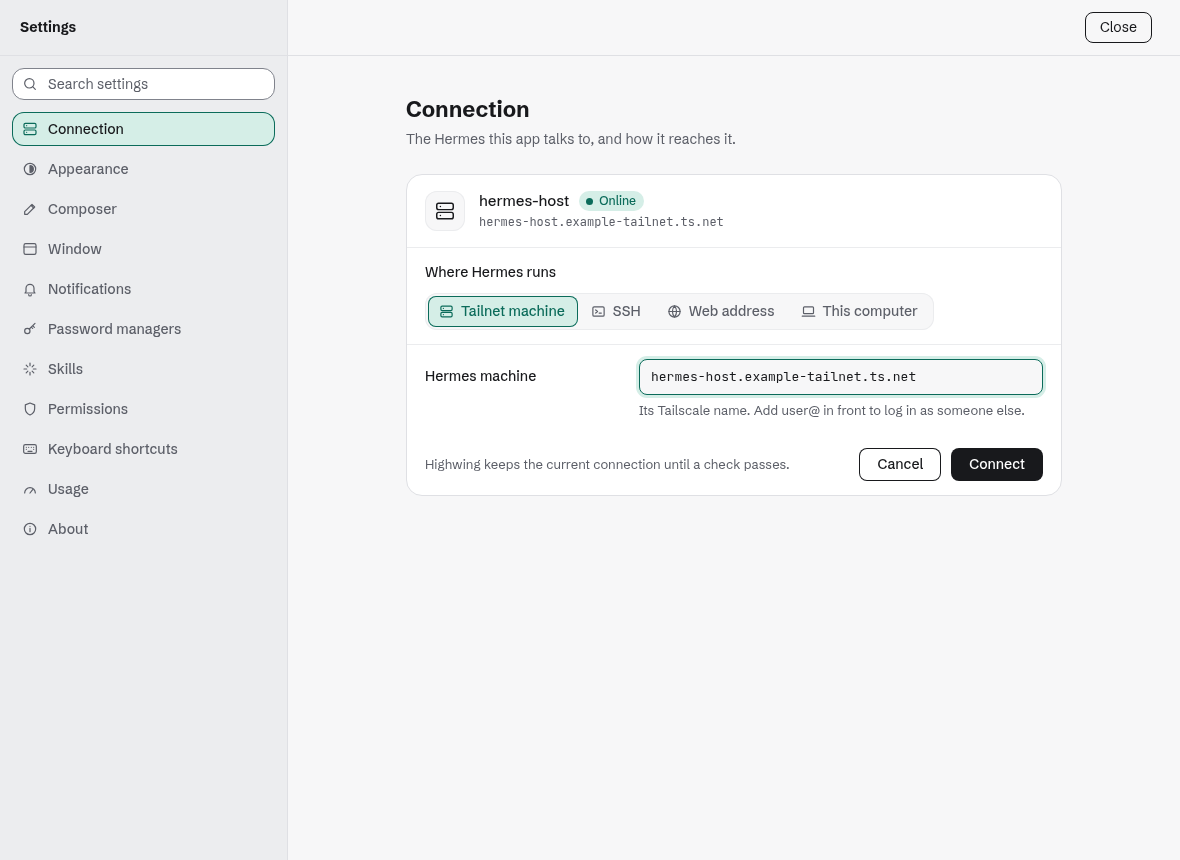 Settings
Close
Search settings
Connection
Appearance
Composer
Window
Notifications
Password managers
Skills
Permissions
Keyboard shortcuts
Usage
About
Connection
The Hermes this app talks to, and how it reaches it.
hermes-host Online
hermes-host.example-tailnet.ts.net
Where Hermes runs
Tailnet machine SSH Web address This computer
Hermes machine hermes-host.example-tailnet.ts.net
Its Tailscale name. Add user@ in front to log in as someone else.
Highwing keeps the current connection until a check passes. Cancel Connect